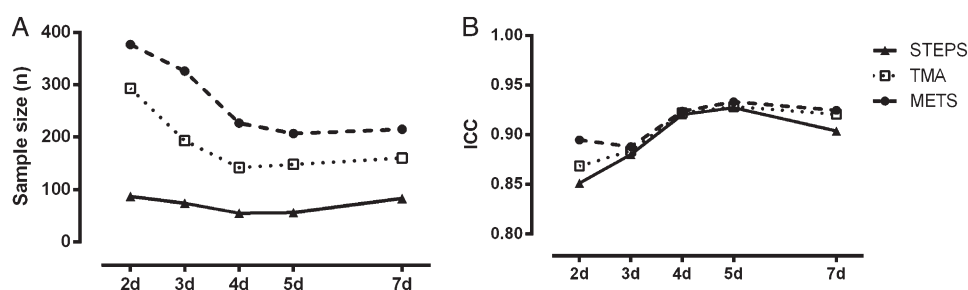 A
Sample size (n)
400
300
200
100
0
2d 3d 4d 5d 7d
B
ICC
1.00
0.95
0.90
0.85
0.80
2d 3d 4d 5d 7d
STEPS
TMA
METS